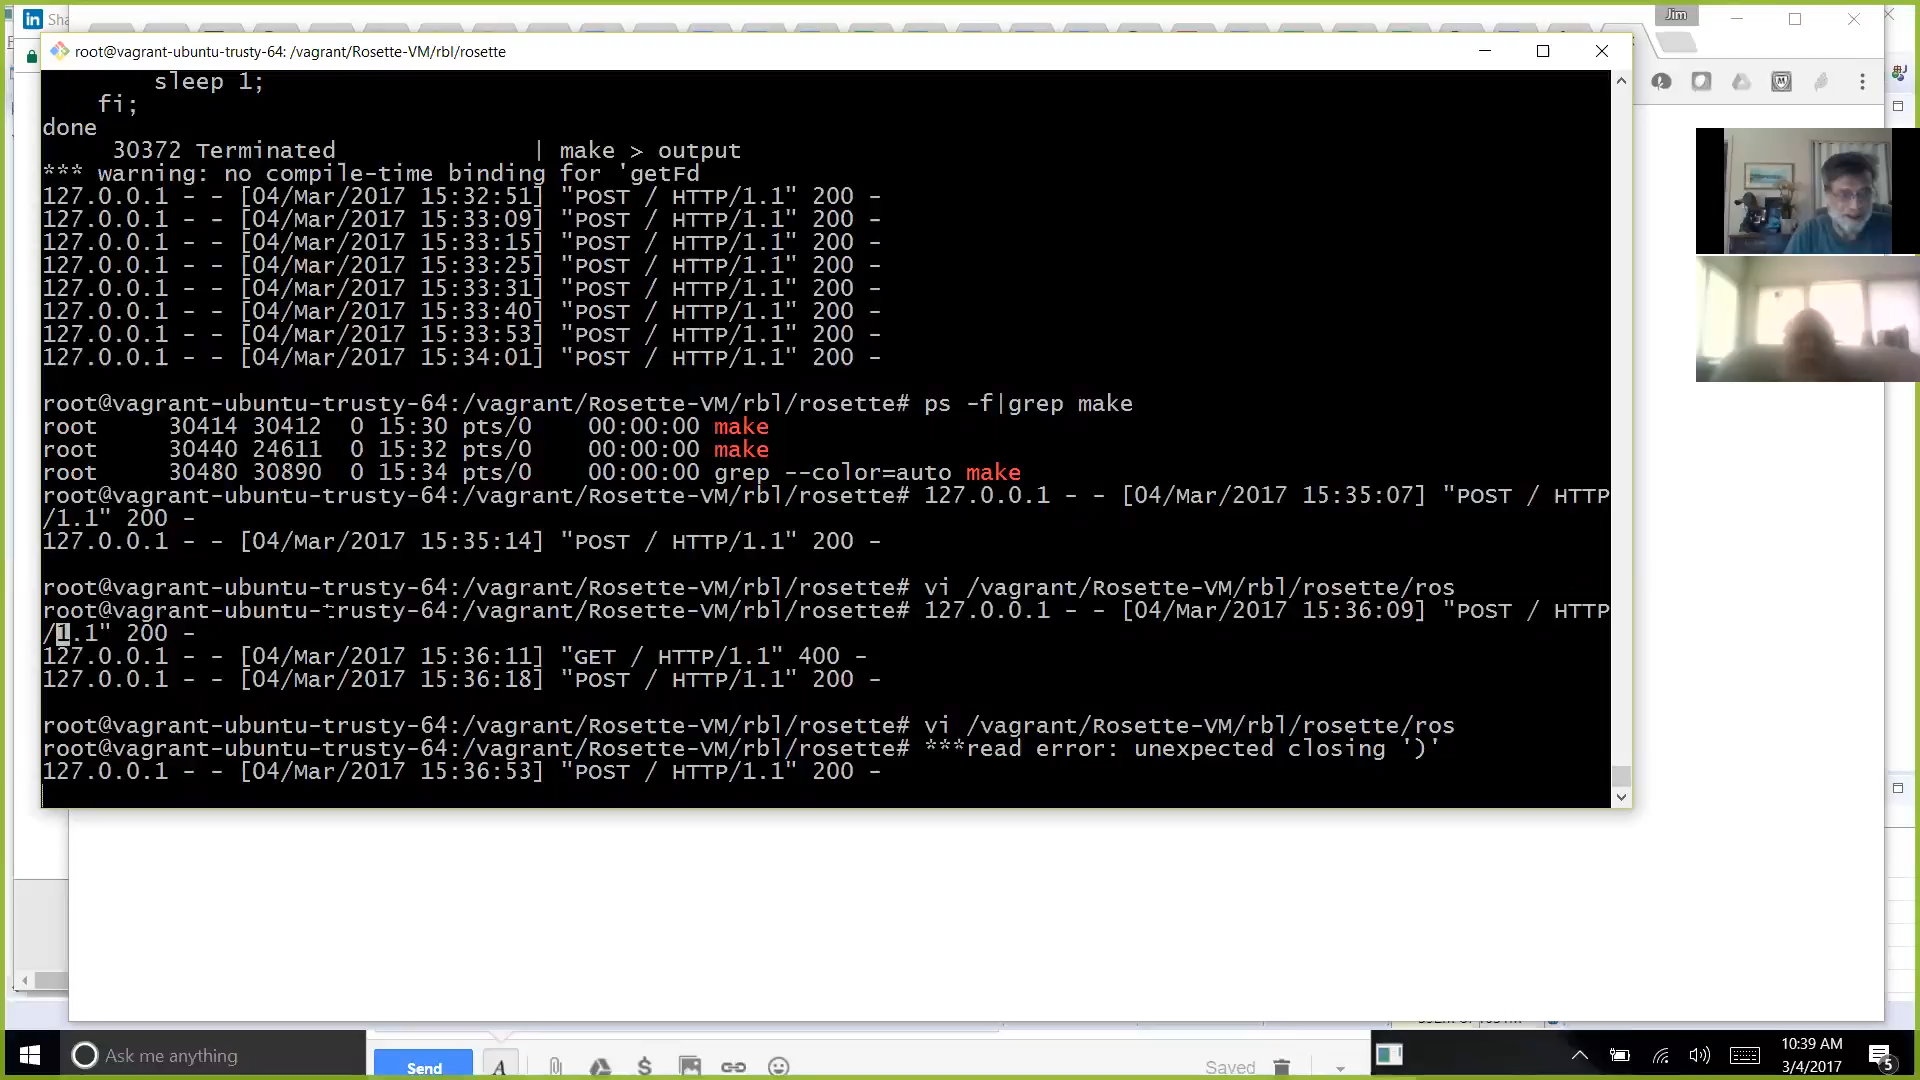 Sha
Jim
root@vagrant-ubuntu-trusty-64: /vagrant/Rosette-VM/rbl/rosette
sleep 1;
fi;
done
30372 Terminated | make > output
*** warning: no compile-time binding for 'getFd
127.0.0.1 - - [04/Mar/2017 15:32:51] "POST / HTTP/1.1" 200 -
127.0.0.1 - - [04/Mar/2017 15:33:09] "POST / HTTP/1.1" 200 -
127.0.0.1 - - [04/Mar/2017 15:33:15] "POST / HTTP/1.1" 200 -
127.0.0.1 - - [04/Mar/2017 15:33:25] "POST / HTTP/1.1" 200 -
127.0.0.1 - - [04/Mar/2017 15:33:31] "POST / HTTP/1.1" 200 -
127.0.0.1 - - [04/Mar/2017 15:33:40] "POST / HTTP/1.1" 200 -
127.0.0.1 - - [04/Mar/2017 15:33:53] "POST / HTTP/1.1" 200 -
127.0.0.1 - - [04/Mar/2017 15:34:01] "POST / HTTP/1.1" 200 -
root@vagrant-ubuntu-trusty-64:/vagrant/Rosette-VM/rbl/rosette# ps -f|grep make
root 30414 30412 0 15:30 pts/0 00:00:00 make
root 30440 24611 0 15:32 pts/0 00:00:00 make
root 30480 30890 0 15:34 pts/0 00:00:00 grep --color=auto make
root@vagrant-ubuntu-trusty-64:/vagrant/Rosette-VM/rbl/rosette# 127.0.0.1 - - [04/Mar/2017 15:35:07] "POST / HTTP
/1.1" 200 -
127.0.0.1 - - [04/Mar/2017 15:35:14] "POST / HTTP/1.1" 200 -
root@vagrant-ubuntu-trusty-64:/vagrant/Rosette-VM/rbl/rosette# vi /vagrant/Rosette-VM/rbl/rosette/ros
root@vagrant-ubuntu-trusty-64:/vagrant/Rosette-VM/rbl/rosette# 127.0.0.1 - - [04/Mar/2017 15:36:09] "POST / HTTP
/1.1" 200 -
127.0.0.1 - - [04/Mar/2017 15:36:11] "GET / HTTP/1.1" 400 -
127.0.0.1 - - [04/Mar/2017 15:36:18] "POST / HTTP/1.1" 200 -
root@vagrant-ubuntu-trusty-64:/vagrant/Rosette-VM/rbl/rosette# vi /vagrant/Rosette-VM/rbl/rosette/ros
root@vagrant-ubuntu-trusty-64:/vagrant/Rosette-VM/rbl/rosette# ***read error: unexpected closing ')'
127.0.0.1 - - [04/Mar/2017 15:36:53] "POST / HTTP/1.1" 200 -
Ask me anything
Send
Saved
10:39 AM
3/4/2017
5